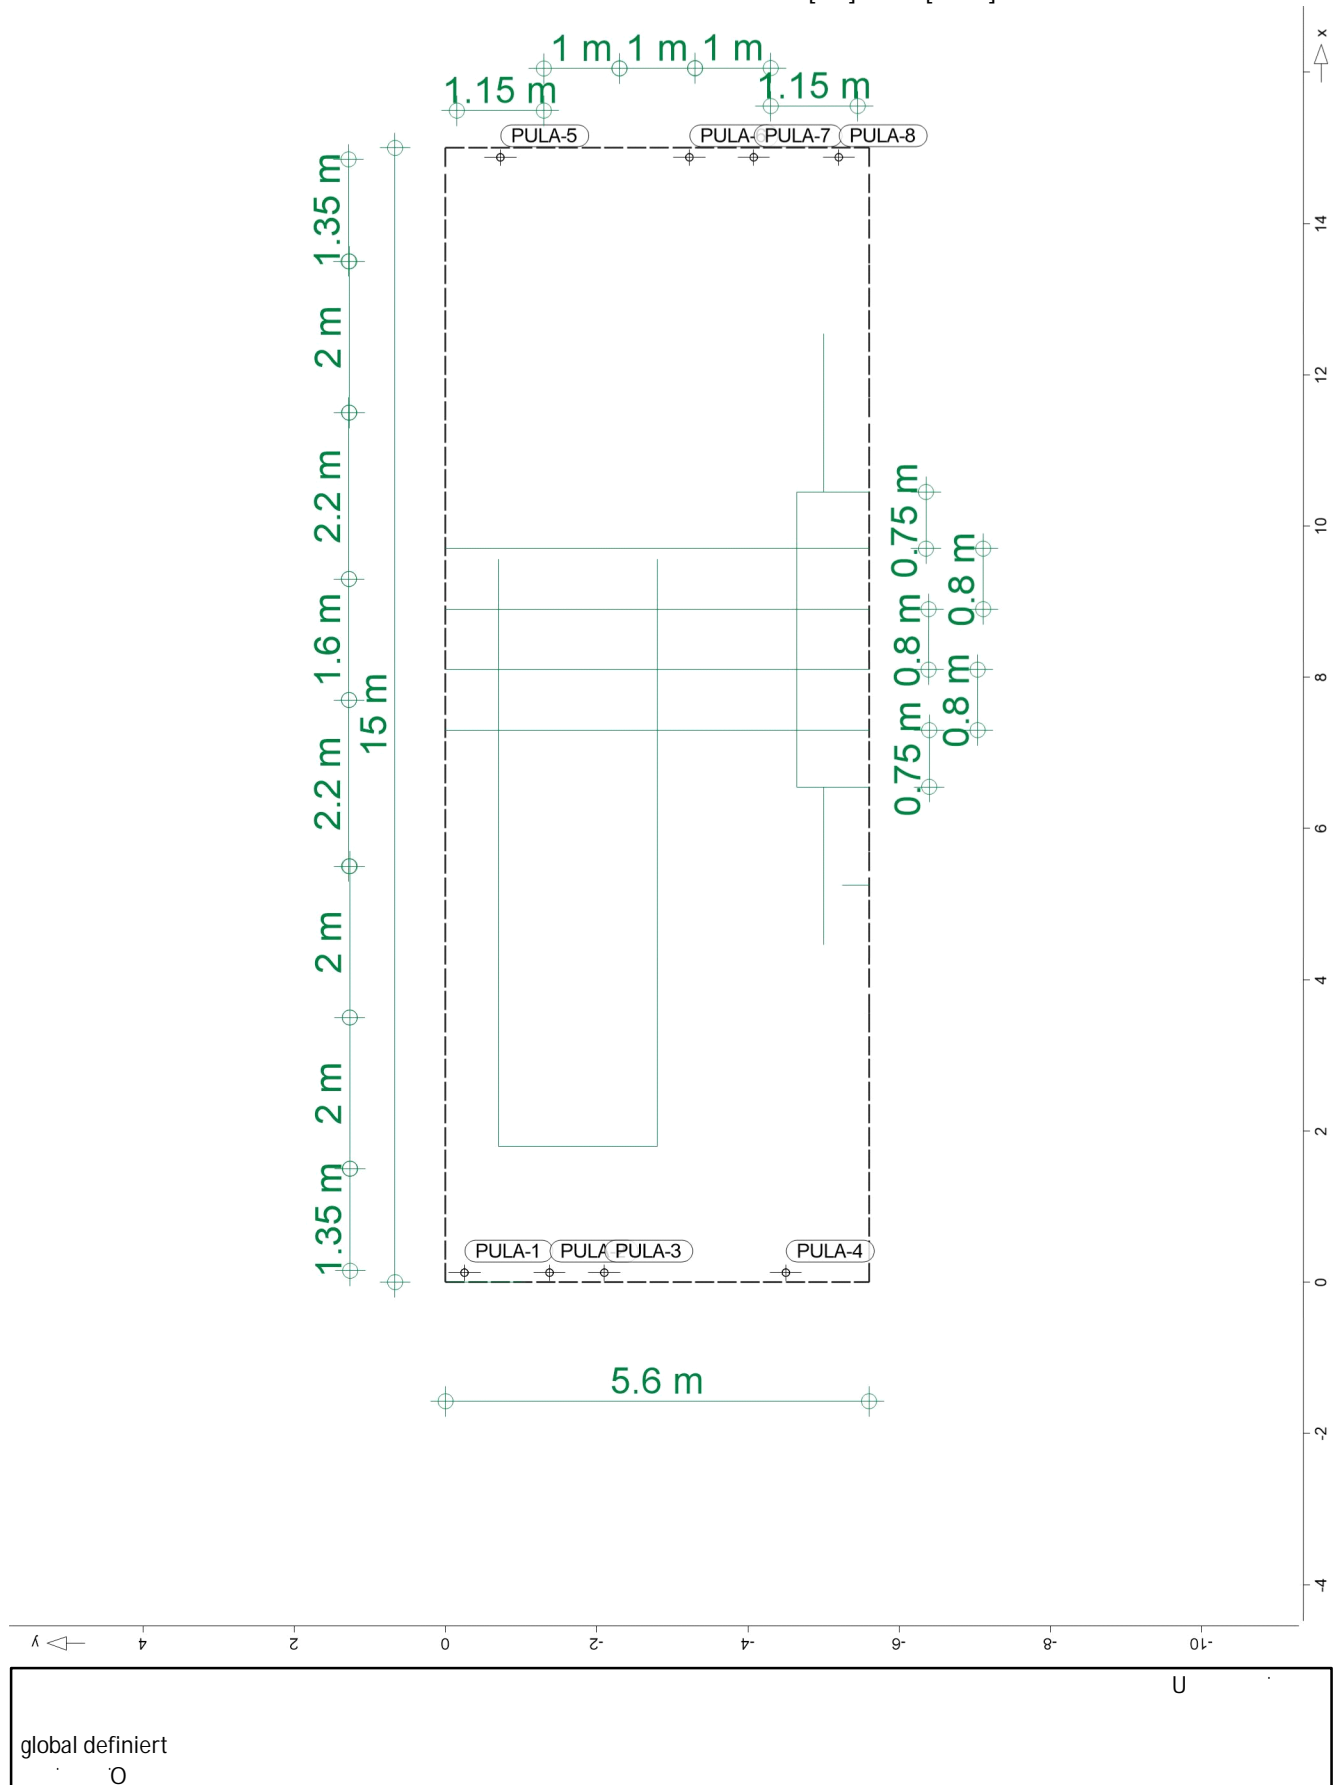 x
1 m 1 m 1 m
1.15 m 1.15 m
PULA-5 PULA-6 PULA-7 PULA-8
1.35 m
2 m
2.2 m
1.6 m
15 m
2.2 m
2 m
2 m
1.35 m
0.75 m
0.8 m
0.8 m
0.8 m
0.75 m
PULA-1 PULA- PULA-3 PULA-4
5.6 m
14
12
10
8
6
4
2
0
-2
-4
y 4 2 0 -2 -4 -6 -8 -10
U
global definiert
Ö